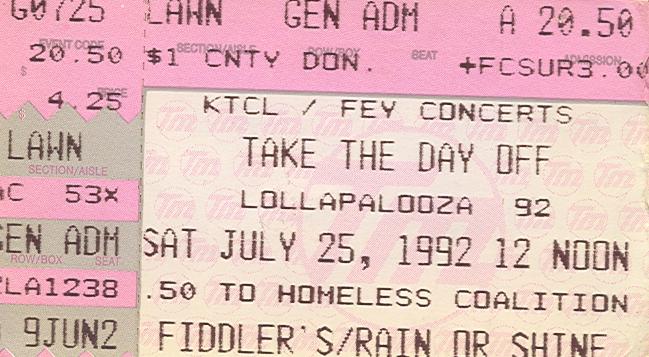 G0725
EVENT CODE
20.50
$
PRICE
4.25
LAWN
SECTION/AISLE
C 53X
GEN ADM
ROW/BOX SEAT
LA1238
9JUN2
LAWN GEN ADM A 20.50
SECTION/AISLE ROW/BOX SEAT ADMISSION
$1 CNTY DON. +FCSUR3.00
KTCL / FEY CONCERTS
TAKE THE DAY OFF
LOLLAPALOOZA 92
SAT JULY 25, 1992 12 NOON
.50 TO HOMELESS COALITION
FIDDLER'S/RAIN OR SHINE